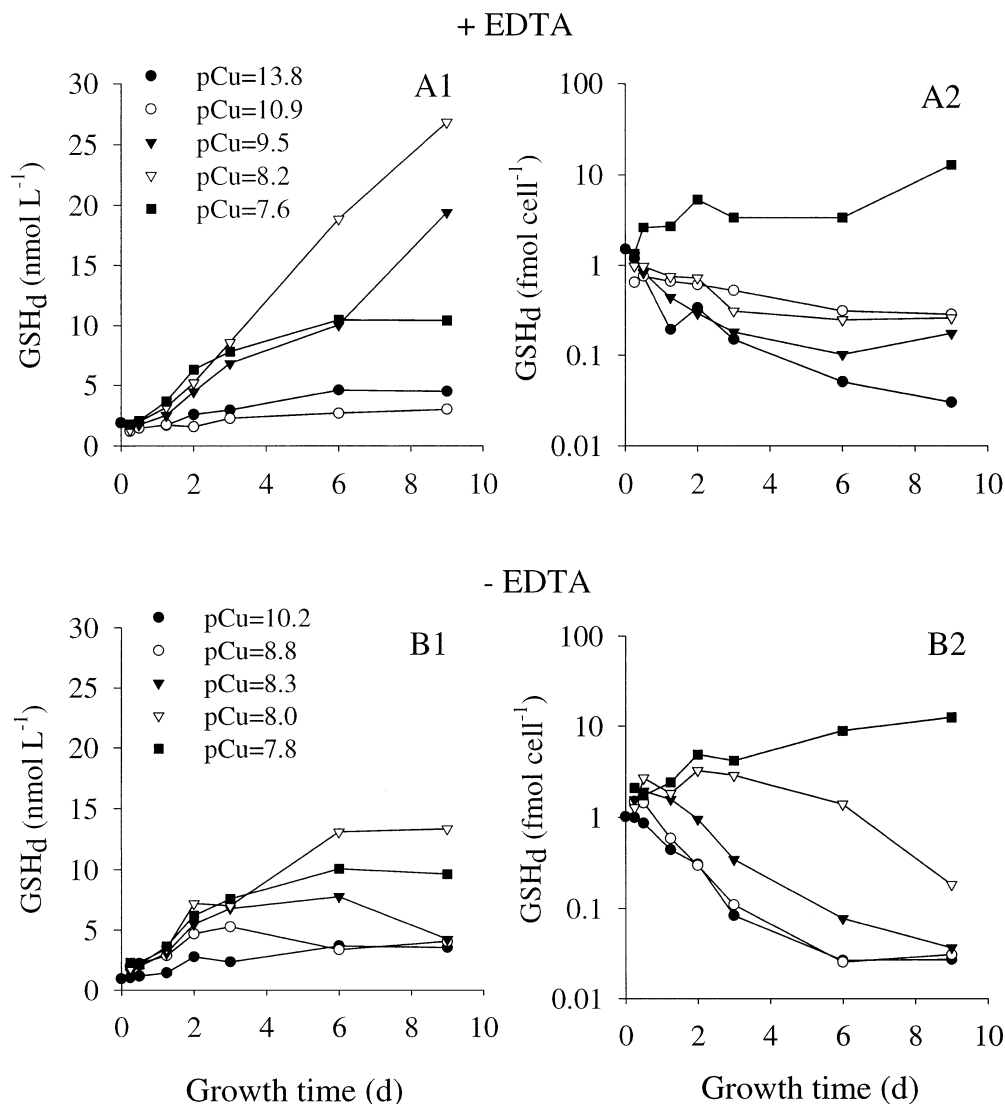 + EDTA
A1
pCu=13.8
pCu=10.9
pCu=9.5
pCu=8.2
pCu=7.6
GSHd (nmol L-1)
30
25
20
15
10
5
0
0 2 4 6 8 10
A2
GSHd (fmol cell-1)
100
10
1
0.1
0.01
0 2 4 6 8 10
- EDTA
B1
pCu=10.2
pCu=8.8
pCu=8.3
pCu=8.0
pCu=7.8
GSHd (nmol L-1)
30
25
20
15
10
5
0
0 2 4 6 8 10
Growth time (d)
B2
GSHd (fmol cell-1)
100
10
1
0.1
0.01
0 2 4 6 8 10
Growth time (d)